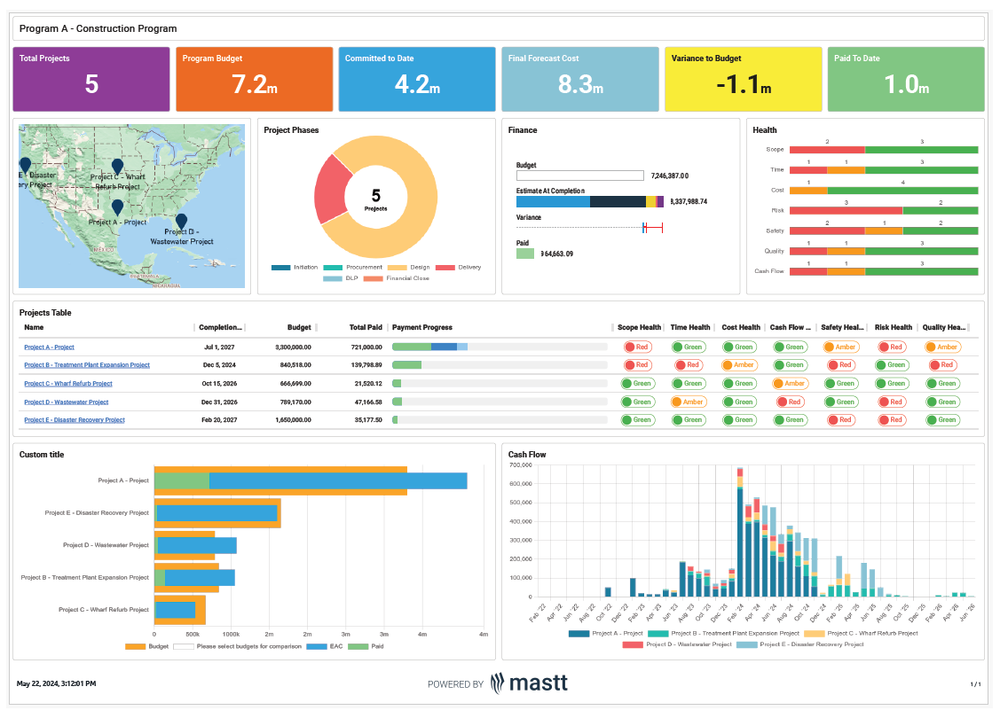 Program A - Construction Program
Total Projects
5
Program Budget
7.2m
Committed to Date
4.2m
Final Forecast Cost
8.3m
Variance to Budget
-1.1m
Paid To Date
1.0m
E - Disaster
ry Project
Project C - Wharf
Refurb Project
Project A - Project
Project D -
Wastewater Project
MÉXICO
GUATEMALA
NICARAGUA
Project Phases
5
Projects
Initiation Procurement Design Delivery
DLP Financial Close
Finance
Budget
7,246,387.00
Estimate At Completion
8,337,988.74
Variance
Paid
964,663.09
Health
2 3
Scope
1 1 3
Time
1 4
Cost
3 2
Risk
2 1 2
Safety
1 1 3
Quality
1 1 3
Cash Flow
Projects Table
Name Completion... Budget Total Paid Payment Progress Scope Health Time Health Cost Health Cash Flow ... Safety Heal... Risk Health Quality Hea...
Project A - Project Jul 1, 2027 3,300,000.00 721,000.00 Red Green Green Green Amber Red Amber
Project B - Treatment Plant Expansion Project Dec 5, 2024 840,518.00 139,798.89 Red Red Amber Green Red Green Red
Project C - Wharf Refurb Project Oct 15, 2026 666,699.00 21,520.12 Green Green Green Amber Green Green Green
Project D - Wastewater Project Dec 31, 2026 789,170.00 47,166.58 Green Amber Green Red Green Red Green
Project E - Disaster Recovery Project Feb 20, 2027 1,650,000.00 35,177.50 Green Green Green Green Red Red Green
Custom title
Project A - Project
Project E - Disaster Recovery Project
Project D - Wastewater Project
Project B - Treatment Plant Expansion Project
Project C - Wharf Refurb Project
0 500k 1000k 2m 2m 3m 3m 4m 4m
Budget Please select budgets for comparison EAC Paid
Cash Flow
700,000
600,000
500,000
400,000
300,000
200,000
100,000
0
Feb '22 Apr '22 Jun '22 Aug '22 Oct '22 Dec '22 Feb '23 Apr '23 Jun '23 Aug '23 Oct '23 Dec '23 Feb '24 Apr '24 Jun '24 Aug '24 Oct '24 Dec '24 Feb '25 Apr '25 Jun '25 Aug '25 Oct '25 Dec '25 Feb '26 Apr '26 Jun '26
Project A - Project Project B - Treatment Plant Expansion Project Project C - Wharf Refurb Project
Project D - Wastewater Project Project E - Disaster Recovery Project
May 22, 2024, 3:12:01 PM
POWERED BY mastt
1 / 1